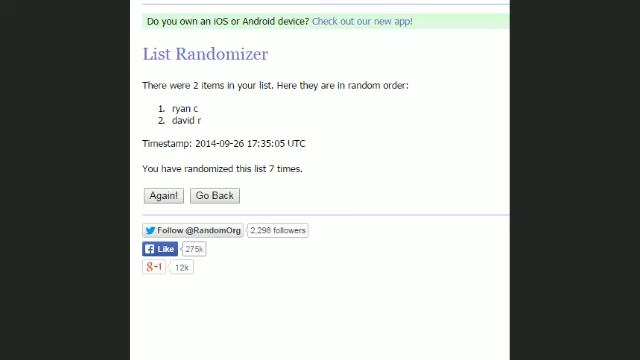 Do you own an iOS or Android device? Check out our new app!
List Randomizer
There were 2 items in your list. Here they are in random order:
1. ryan c
2. david r
Timestamp: 2014-09-26 17:35:05 UTC
You have randomized this list 7 times.
Again! Go Back
Follow @RandomOrg 2,298 followers
Like 275k
g+1 12k